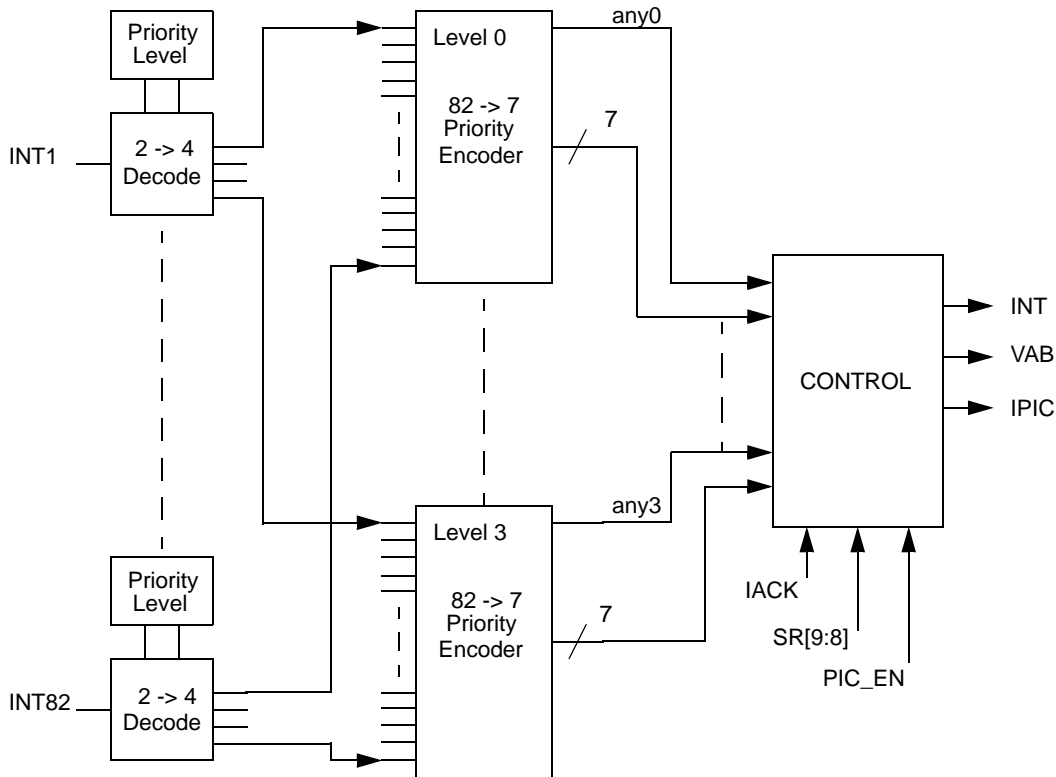 Priority
Level
INT1
2 -> 4
Decode
Level 0
82 -> 7
Priority
Encoder
any0
7
CONTROL
INT
VAB
IPIC
IACK
SR[9:8]
PIC_EN
Priority
Level
INT82
2 -> 4
Decode
Level 3
82 -> 7
Priority
Encoder
any3
7